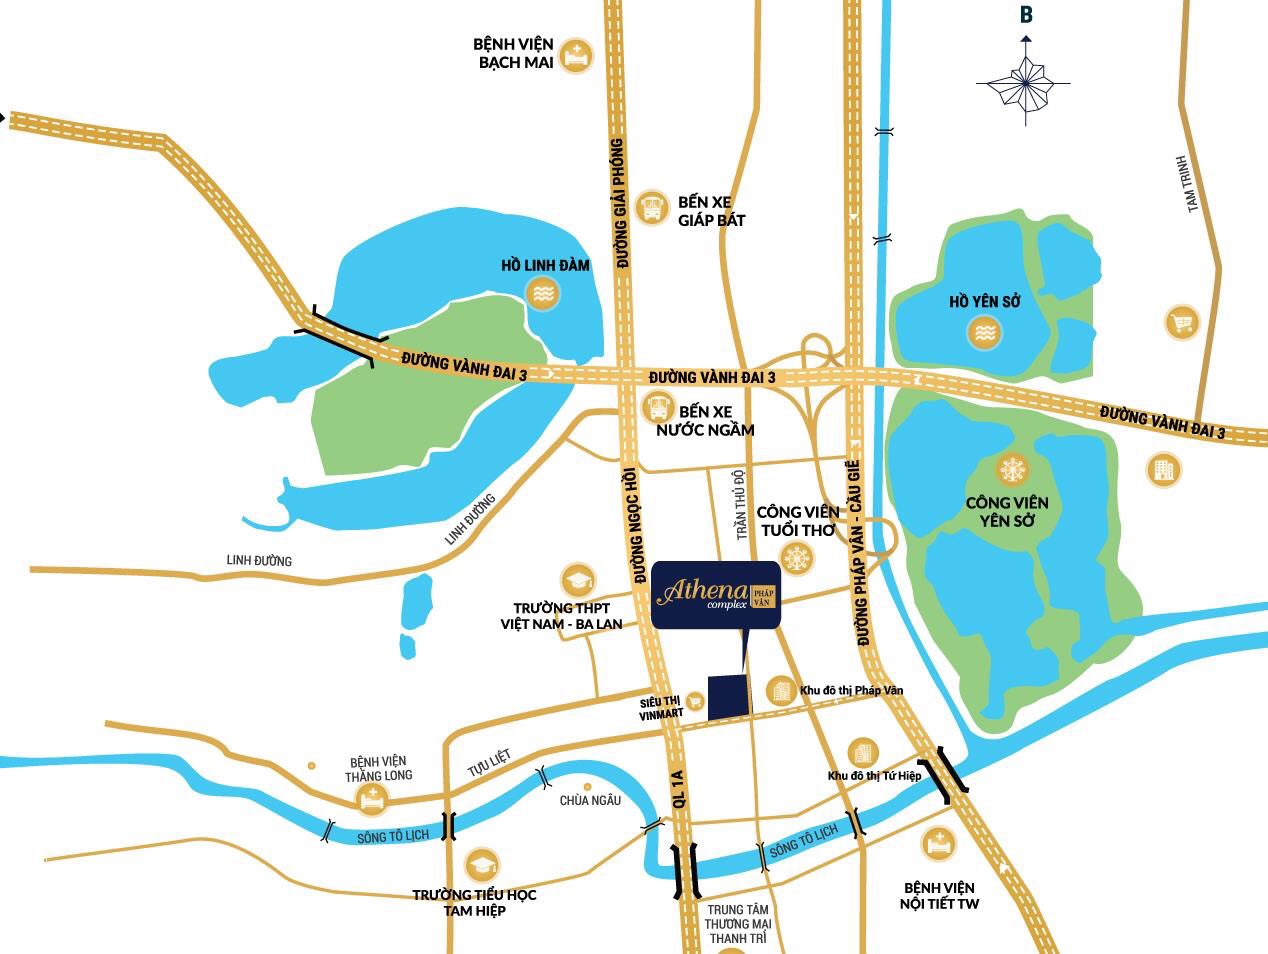 B
BỆNH VIỆN
BẠCH MAI
ĐƯỜNG GIẢI PHÓNG
BẾN XE
GIÁP BÁT
TAM TRINH
HỒ LINH ĐÀM
HỒ YÊN SỞ
ĐƯỜNG VÀNH ĐAI 3
ĐƯỜNG VÀNH ĐAI 3
ĐƯỜNG VÀNH ĐAI 3
BẾN XE
NƯỚC NGẦM
ĐƯỜNG NGỌC HỒI
TRẦN THỦ ĐỘ
ĐƯỜNG PHÁP VÂN - CẦU GIẼ
CÔNG VIÊN
TUỔI THƠ
CÔNG VIÊN
YÊN SỞ
LINH ĐƯỜNG
LINH ĐƯỜNG
TRƯỜNG THPT
VIỆT NAM - BA LAN
Athena
complex
PHÁP
VÂN
SIÊU THỊ
VINMART
Khu đô thị Pháp Vân
BỆNH VIỆN
THĂNG LONG
TỰU LIỆT
QL 1A
Khu đô thị Tứ Hiệp
CHÙA NGÂU
SÔNG TÔ LỊCH
SÔNG TÔ LỊCH
TRƯỜNG TIỂU HỌC
TAM HIỆP
BỆNH VIỆN
NỘI TIẾT TW
TRUNG TÂM
THƯƠNG MẠI
THANH TRÌ